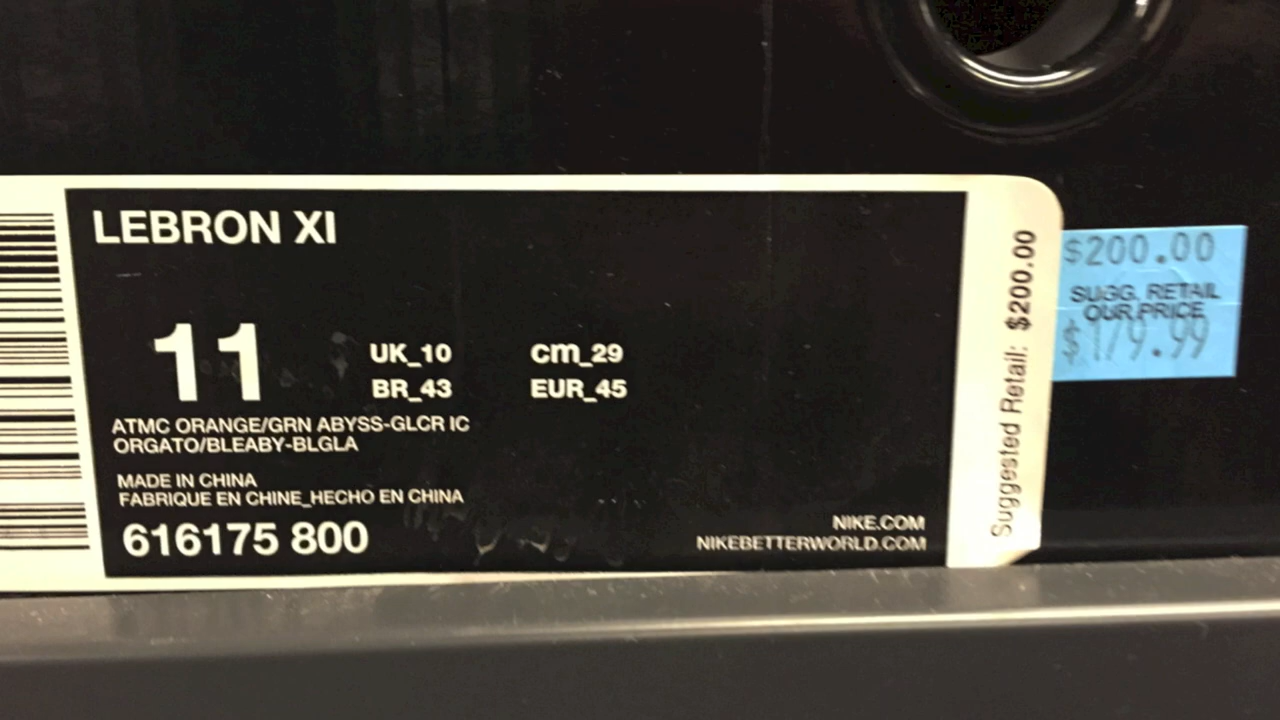 LEBRON XI
11
UK_10 cm_29
BR_43 EUR_45
ATMC ORANGE/GRN ABYSS-GLCR IC
ORGATO/BLEABY-BLGLA
MADE IN CHINA
FABRIQUE EN CHINE_HECHO EN CHINA
616175 800
NIKE.COM
NIKEBETTERWORLD.COM
Suggested Retail: $200.00
$200.00
SUGG. RETAIL
OUR PRICE
$179.99